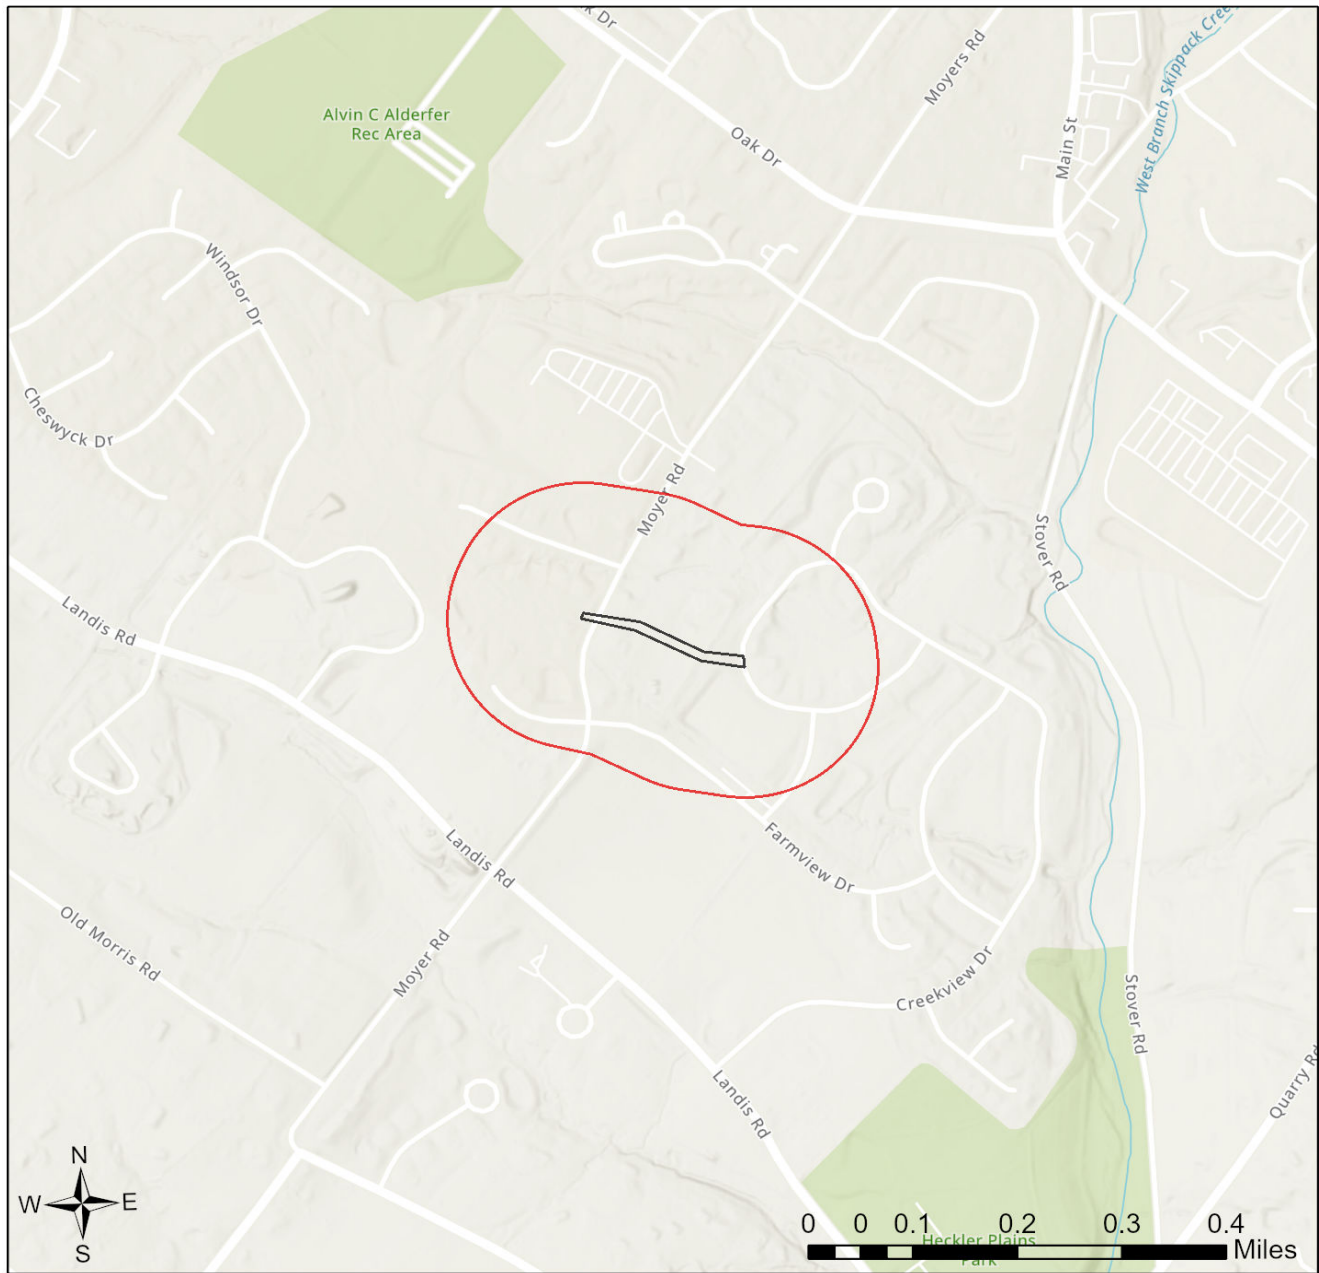 k Dr
Moyers Rd
West Branch Skippack Cree
Alvin C Alderfer
Rec Area
Oak Dr
Main St
Windsor Dr
Cheswyck Dr
Moyer Rd
Stover Rd
Landis Rd
Landis Rd
Farmview Dr
Old Morris Rd
Moyer Rd
Creekview Dr
Stover Rd
Landis Rd
Quarry Rd
N
W E
S
0 0 0.1 0.2 0.3 0.4
Miles
Heckler Plains
Park